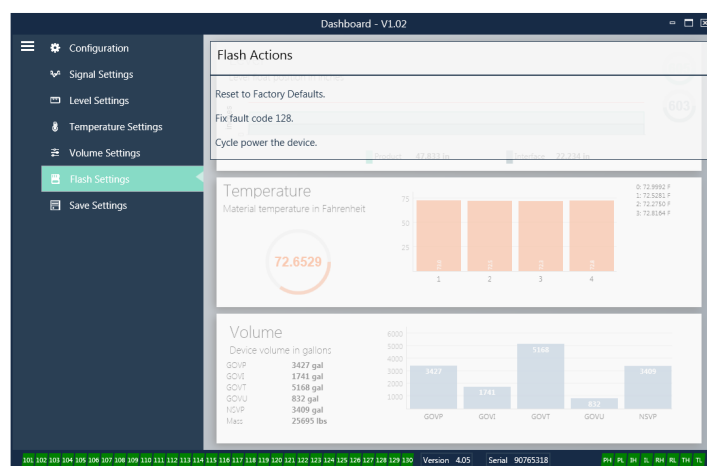 Dashboard - V1.02
Configuration
Signal Settings
Level Settings
Temperature Settings
Volume Settings
Flash Settings
Save Settings
Flash Actions
Reset to Factory Defaults.
Fix fault code 128.
Cycle power the device.
603
Product 47.833 in
Interface 22.234 in
Temperature
Material temperature in Fahrenheit
72.6529
75
50
25
1 2 3 4
0: 72.9992 F
1: 72.5281 F
2: 72.2750 F
3: 72.8164 F
Volume
Device volume in gallons
GOVP 3427 gal
GOVI 1741 gal
GOVT 5168 gal
GOVU 832 gal
NSVP 3409 gal
Mass 25695 lbs
6000
5000
4000
3000
2000
1000
3427 1741 5168 832 3409
GOVP GOVI GOVT GOVU NSVP
101 102 103 104 105 106 107 108 109 110 111 112 113 114 115 116 117 118 119 120 121 122 123 124 125 126 127 128 129 130 Version 4.05 Serial 90765318 PH PL IH IL RH RL TH TL